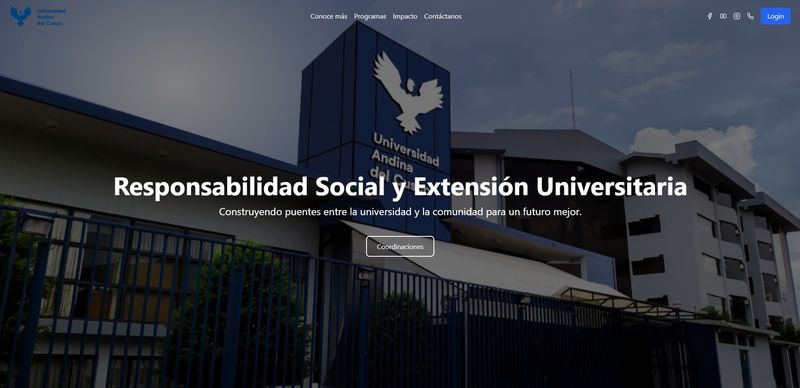 Universidad
Andina
del Cusco
Conoce más Programas Impacto Contáctanos
Login
Universidad
Andina
del Cus
Responsabilidad Social y Extensión Universitaria
Construyendo puentes entre la universidad y la comunidad para un futuro mejor.
Coordinaciones